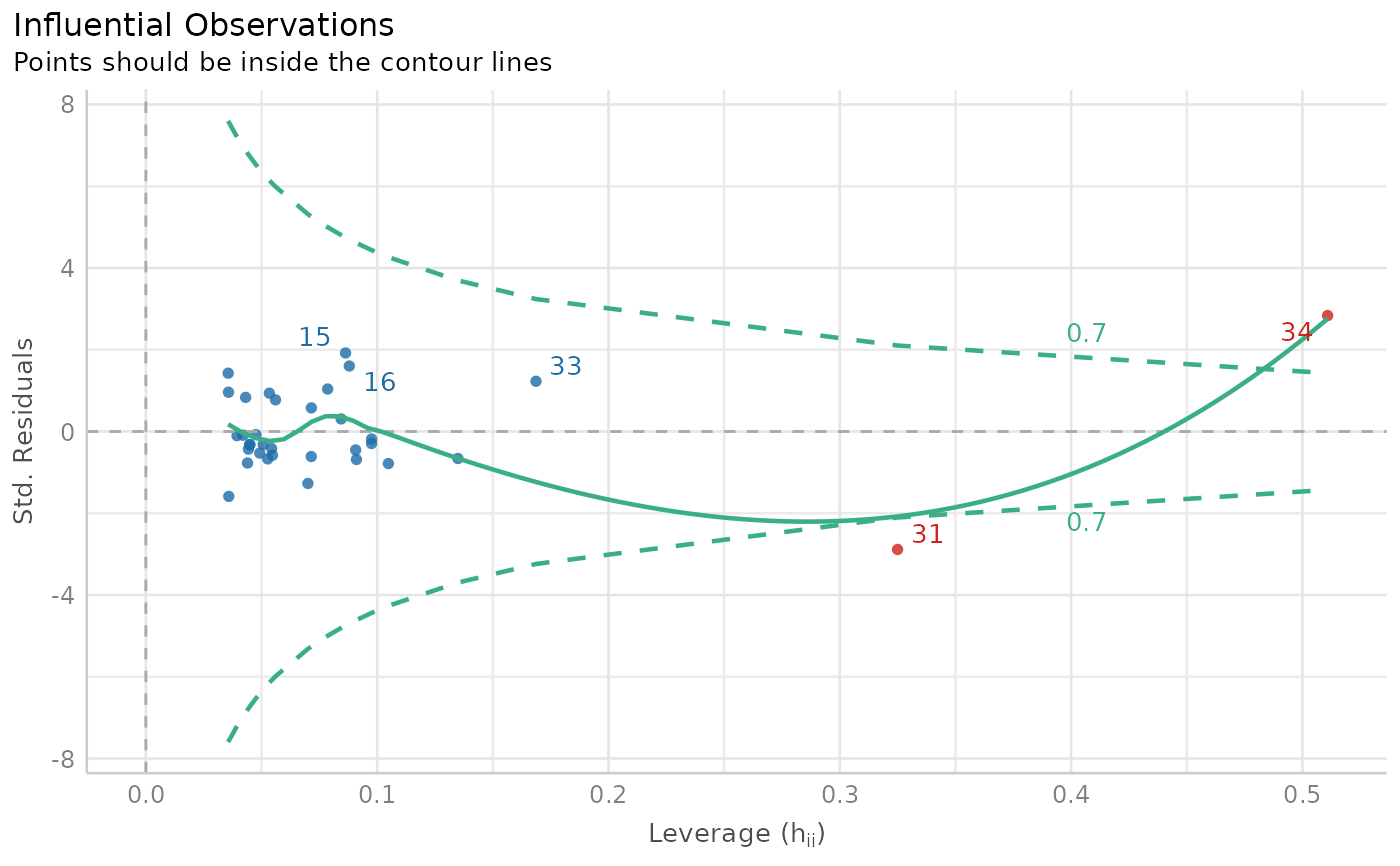 Influential Observations
Points should be inside the contour lines
8
4
0
-4
-8
Std. Residuals
15
16
33
0.7
34
31
0.7
0.0 0.1 0.2 0.3 0.4 0.5
Leverage (hᵢᵢ)